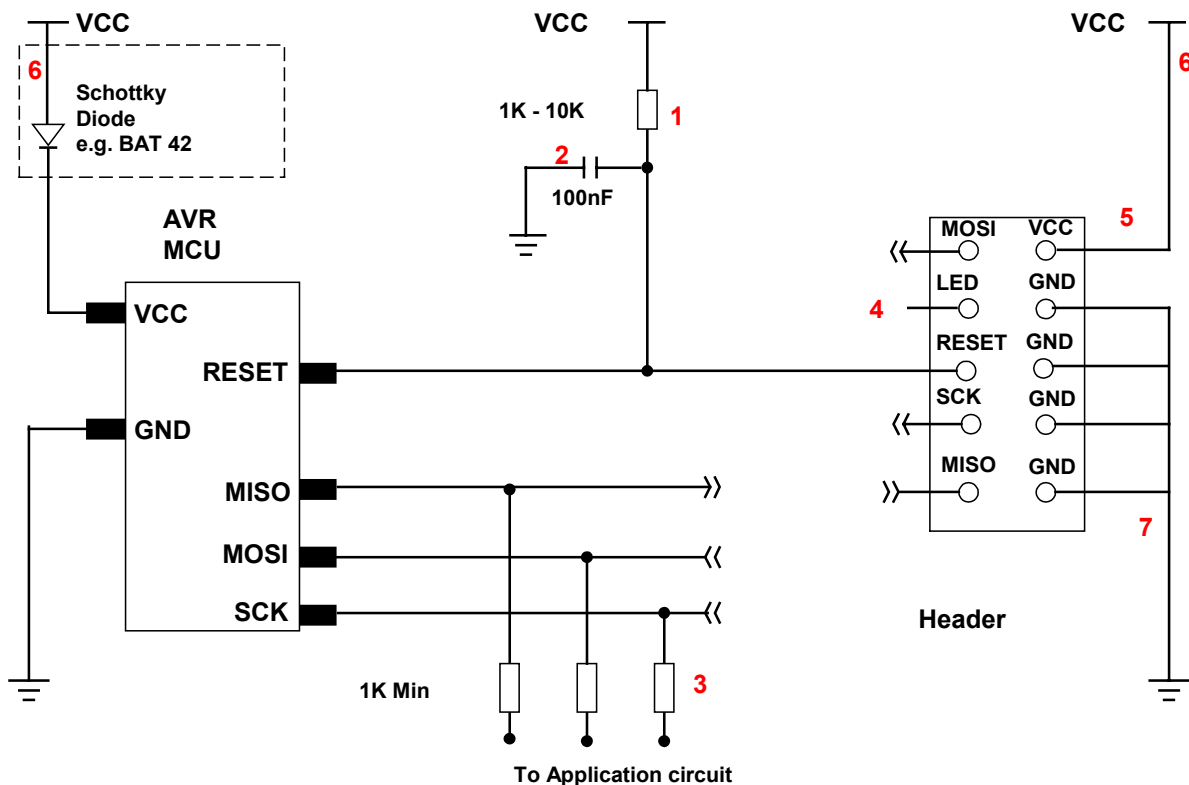 VCC
VCC
VCC
6
6
Schottky
Diode
e.g. BAT 42
1K - 10K
1
2
100nF
AVR
MCU
MOSI
VCC
5
VCC
LED
GND
4
RESET
RESET
GND
GND
SCK
GND
MISO
MISO
GND
7
MOSI
SCK
Header
1K Min
3
To Application circuit